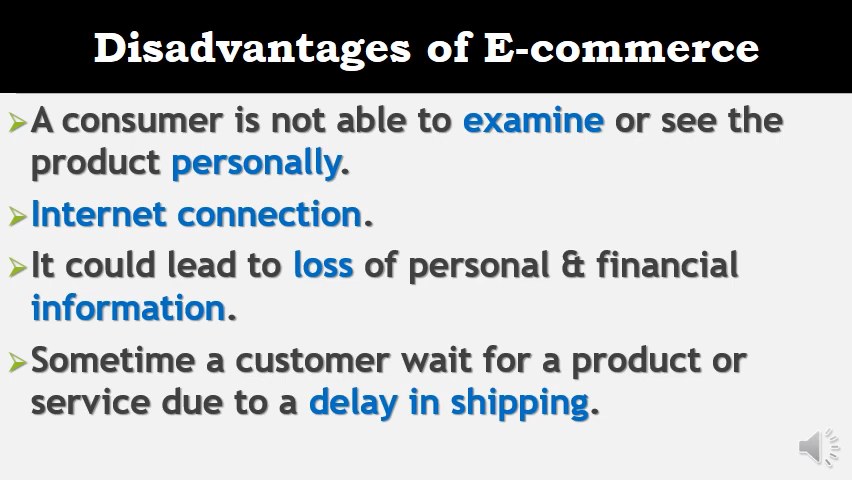 Disadvantages of E-commerce
A consumer is not able to examine or see the
product personally.
Internet connection.
It could lead to loss of personal & financial
information.
Sometime a customer wait for a product or
service due to a delay in shipping.